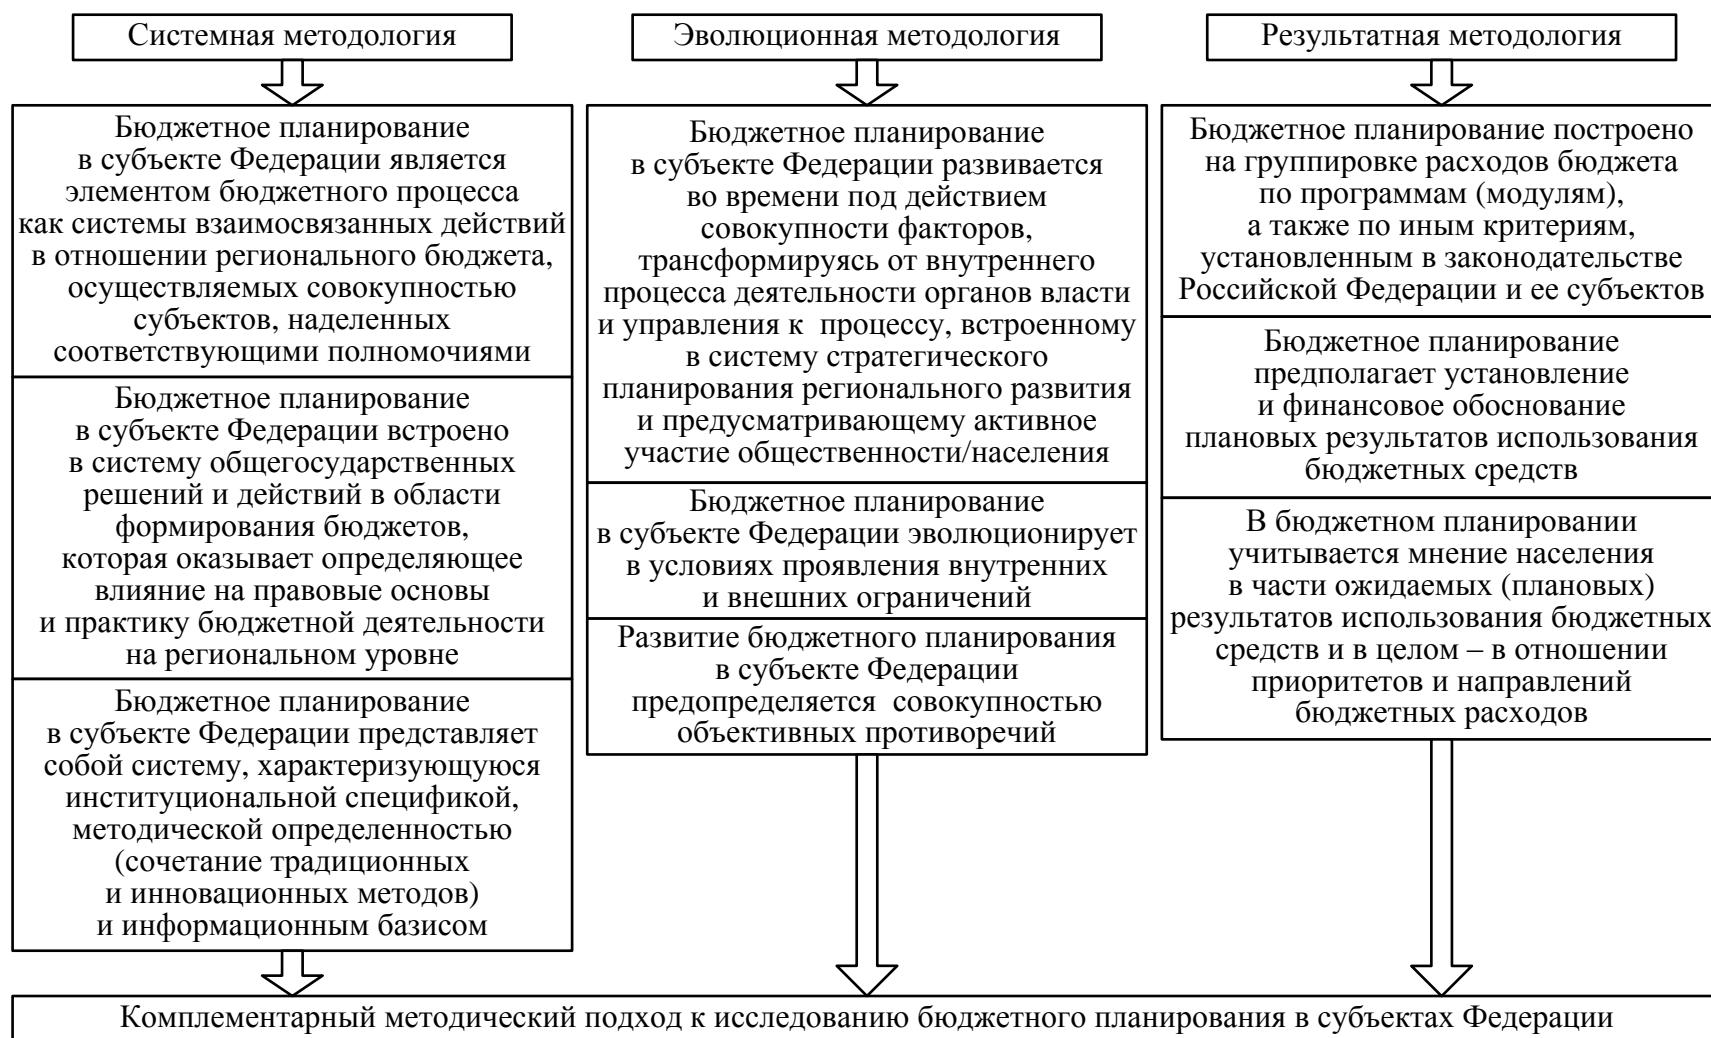 Системная методология
Бюджетное планирование
в субъекте Федерации является
элементом бюджетного процесса
как системы взаимосвязанных действий
в отношении регионального бюджета,
осуществляемых совокупностью
субъектов, наделенных
соответствующими полномочиями
Бюджетное планирование
в субъекте Федерации встроено
в систему общегосударственных
решений и действий в области
формирования бюджетов,
которая оказывает определяющее
влияние на правовые основы
и практику бюджетной деятельности
на региональном уровне
Бюджетное планирование
в субъекте Федерации представляет
собой систему, характеризующуюся
институциональной спецификой,
методической определенностью
(сочетание традиционных
и инновационных методов)
и информационным базисом
Эволюционная методология
Бюджетное планирование
в субъекте Федерации развивается
во времени под действием
совокупности факторов,
трансформируясь от внутреннего
процесса деятельности органов власти
и управления к процессу, встроенному
в систему стратегического
планирования регионального развития
и предусматривающему активное
участие общественности/населения
Бюджетное планирование
в субъекте Федерации эволюционирует
в условиях проявления внутренних
и внешних ограничений
Развитие бюджетного планирования
в субъекте Федерации
предопределяется совокупностью
объективных противоречий
Результатная методология
Бюджетное планирование построено
на группировке расходов бюджета
по программам (модулям),
а также по иным критериям,
установленным в законодательстве
Российской Федерации и ее субъектов
Бюджетное планирование
предполагает установление
и финансовое обоснование
плановых результатов использования
бюджетных средств
В бюджетном планировании
учитывается мнение населения
в части ожидаемых (плановых)
результатов использования бюджетных
средств и в целом – в отношении
приоритетов и направлений
бюджетных расходов
Комплементарный методический подход к исследованию бюджетного планирования в субъектах Федерации